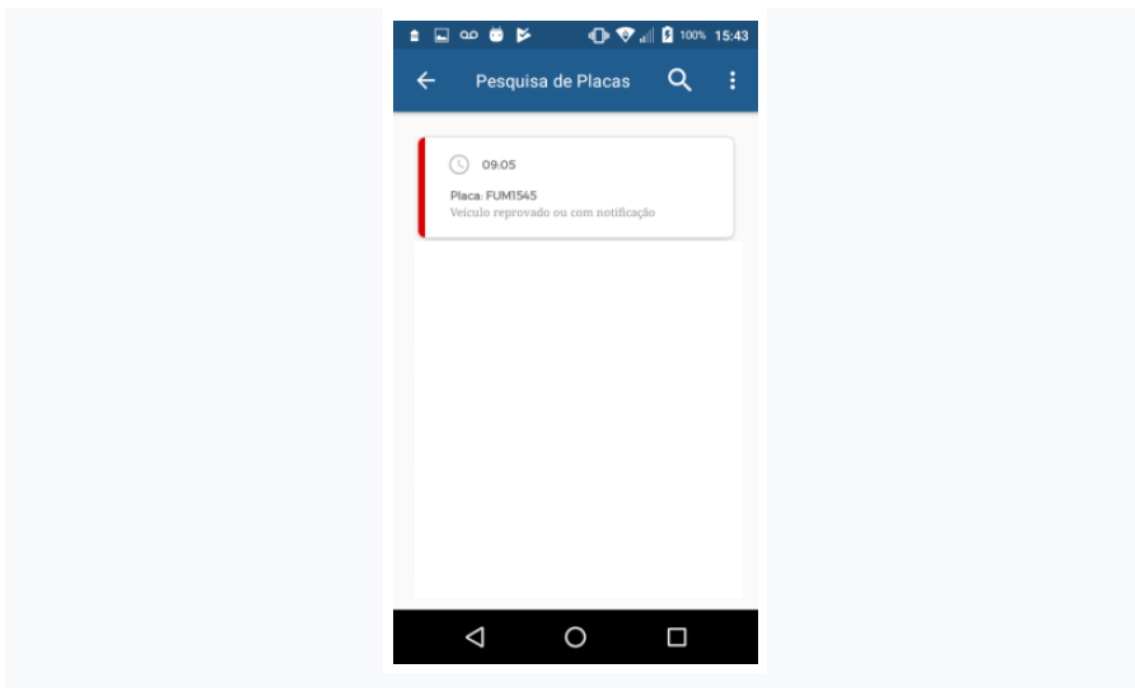 100% 15:43
Pesquisa de Placas
09:05
Placa: FUM1545
Veículo reprovado ou com notificação